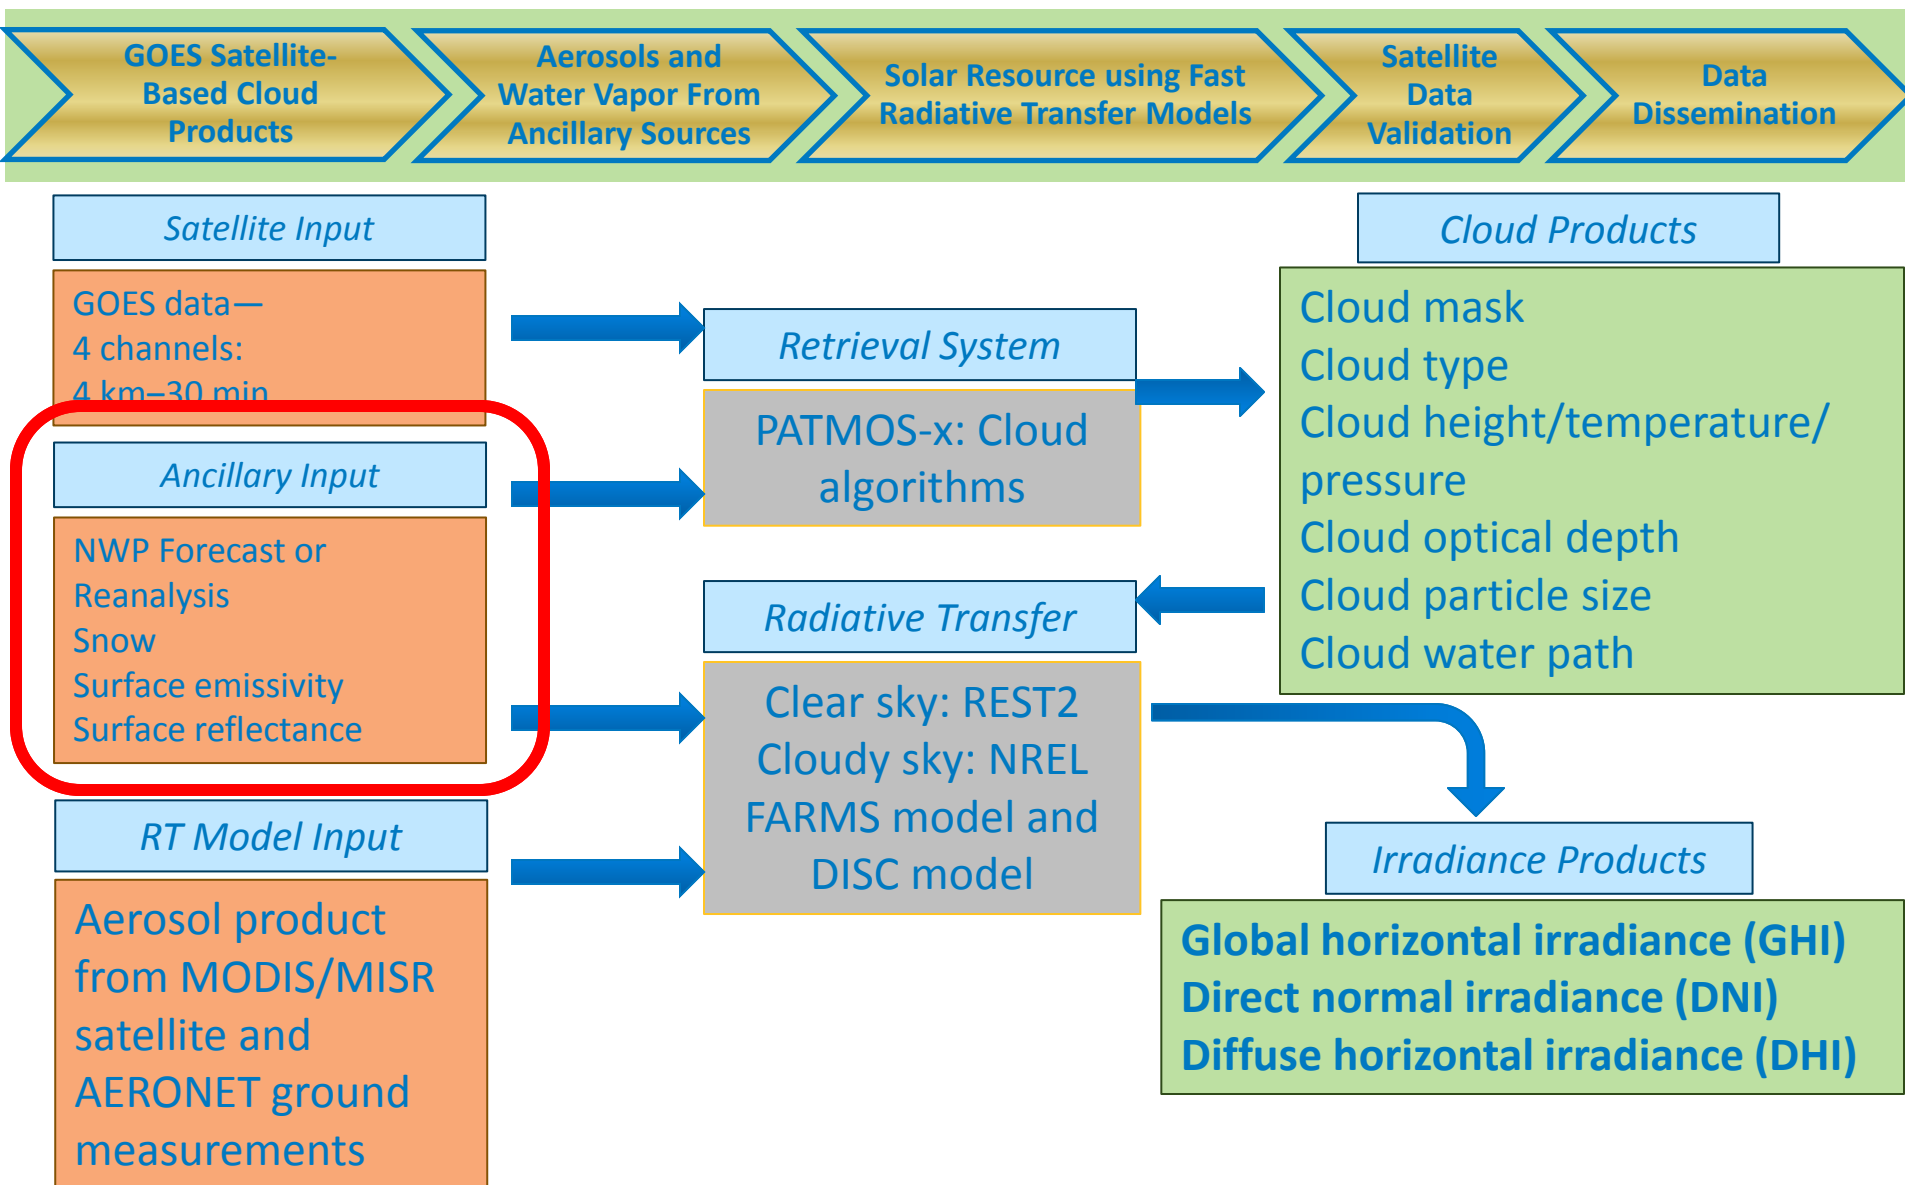 GOES Satellite-
Based Cloud
Products
Aerosols and
Water Vapor From
Ancillary Sources
Solar Resource using Fast
Radiative Transfer Models
Satellite
Data
Validation
Data
Dissemination
Satellite Input
GOES data—
4 channels:
4 km–30 min
Ancillary Input
NWP Forecast or
Reanalysis
Snow
Surface emissivity
Surface reflectance
RT Model Input
Aerosol product
from MODIS/MISR
satellite and
AERONET ground
measurements
Retrieval System
PATMOS-x: Cloud
algorithms
Radiative Transfer
Clear sky: REST2
Cloudy sky: NREL
FARMS model and
DISC model
Cloud Products
Cloud mask
Cloud type
Cloud height/temperature/
pressure
Cloud optical depth
Cloud particle size
Cloud water path
Irradiance Products
Global horizontal irradiance (GHI)
Direct normal irradiance (DNI)
Diffuse horizontal irradiance (DHI)